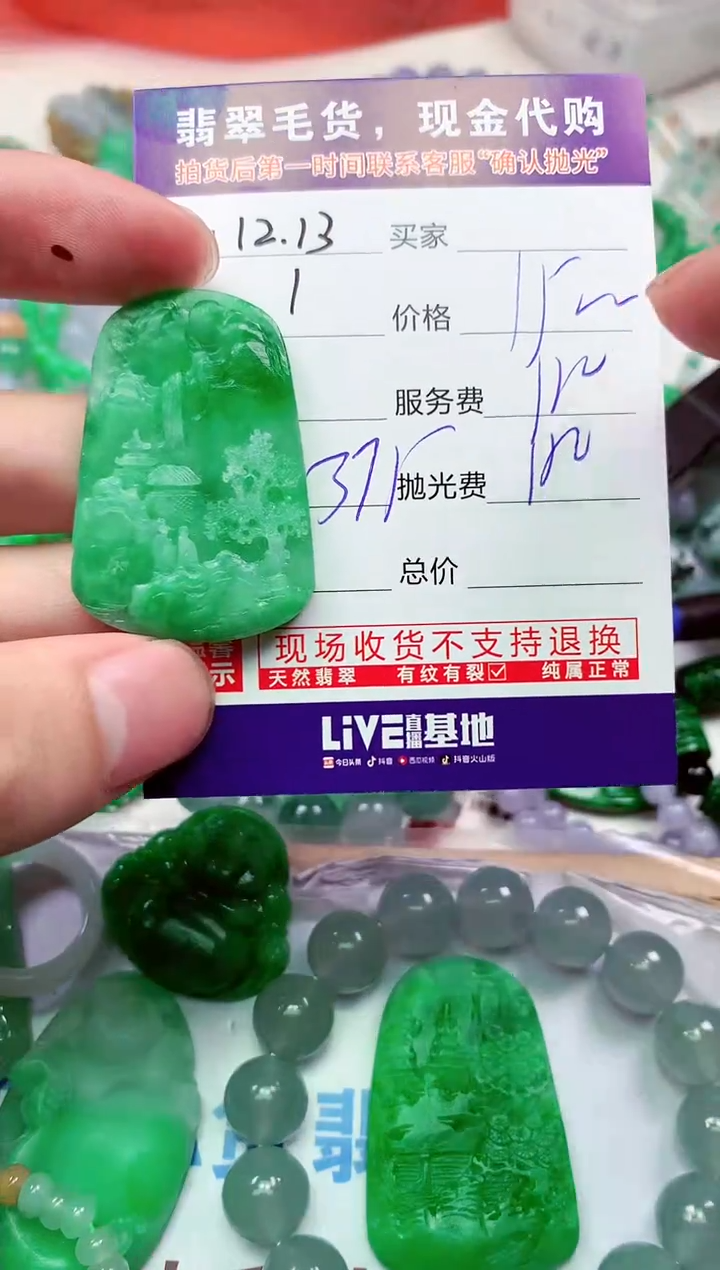 翡翠毛货，现金代购
拍货后第一时间联系客服“确认抛光”
12.13 买家
1 价格
服务费
抛光费
总价
示
现场收货不支持退换
天然翡翠 有纹有裂☑ 纯属正常
LiVE直播基地
今日头条 抖音 西瓜视频 抖音火山版
翡